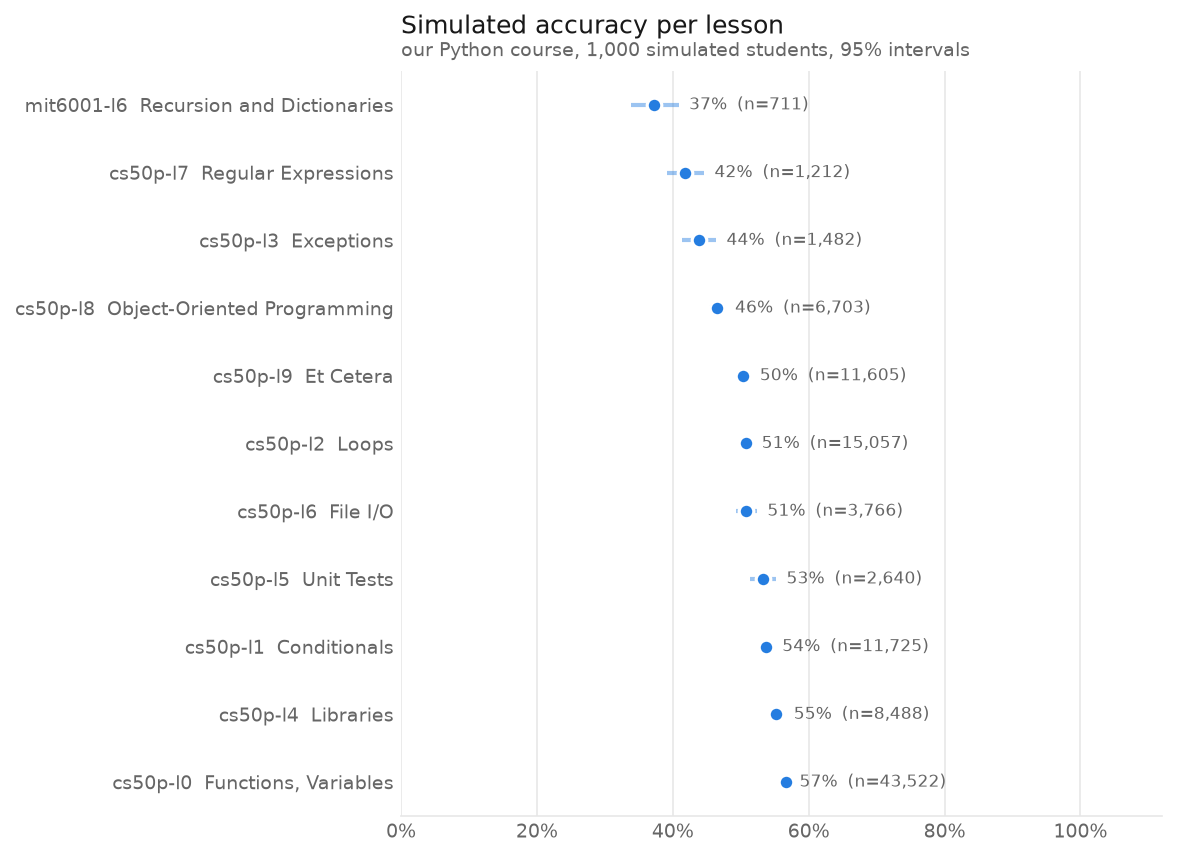 Simulated accuracy per lesson
our Python course, 1,000 simulated students, 95% intervals
mit6001-l6  Recursion and Dictionaries  37%  (n=711)
cs50p-l7  Regular Expressions  42%  (n=1,212)
cs50p-l3  Exceptions  44%  (n=1,482)
cs50p-l8  Object-Oriented Programming  46%  (n=6,703)
cs50p-l9  Et Cetera  50%  (n=11,605)
cs50p-l2  Loops  51%  (n=15,057)
cs50p-l6  File I/O  51%  (n=3,766)
cs50p-l5  Unit Tests  53%  (n=2,640)
cs50p-l1  Conditionals  54%  (n=11,725)
cs50p-l4  Libraries  55%  (n=8,488)
cs50p-l0  Functions, Variables  57%  (n=43,522)
0%  20%  40%  60%  80%  100%